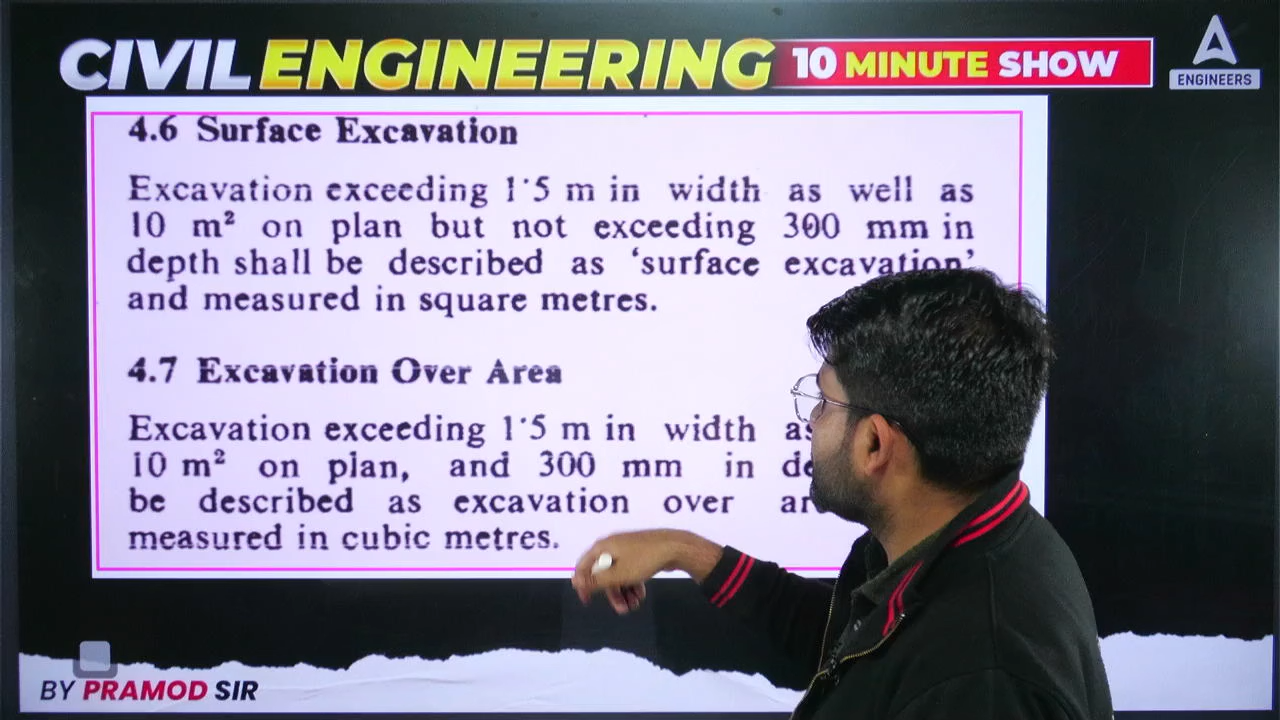 CIVIL ENGINEERING 10 MINUTE SHOW
ENGINEERS
4.6 Surface Excavation
Excavation exceeding 1·5 m in width as well as
10 m² on plan but not exceeding 300 mm in
depth shall be described as ‘surface excavation’
and measured in square metres.
4.7 Excavation Over Area
Excavation exceeding 1·5 m in width
10 m² on plan, and 300 mm in
be described as excavation over
measured in cubic metres.
BY PRAMOD SIR